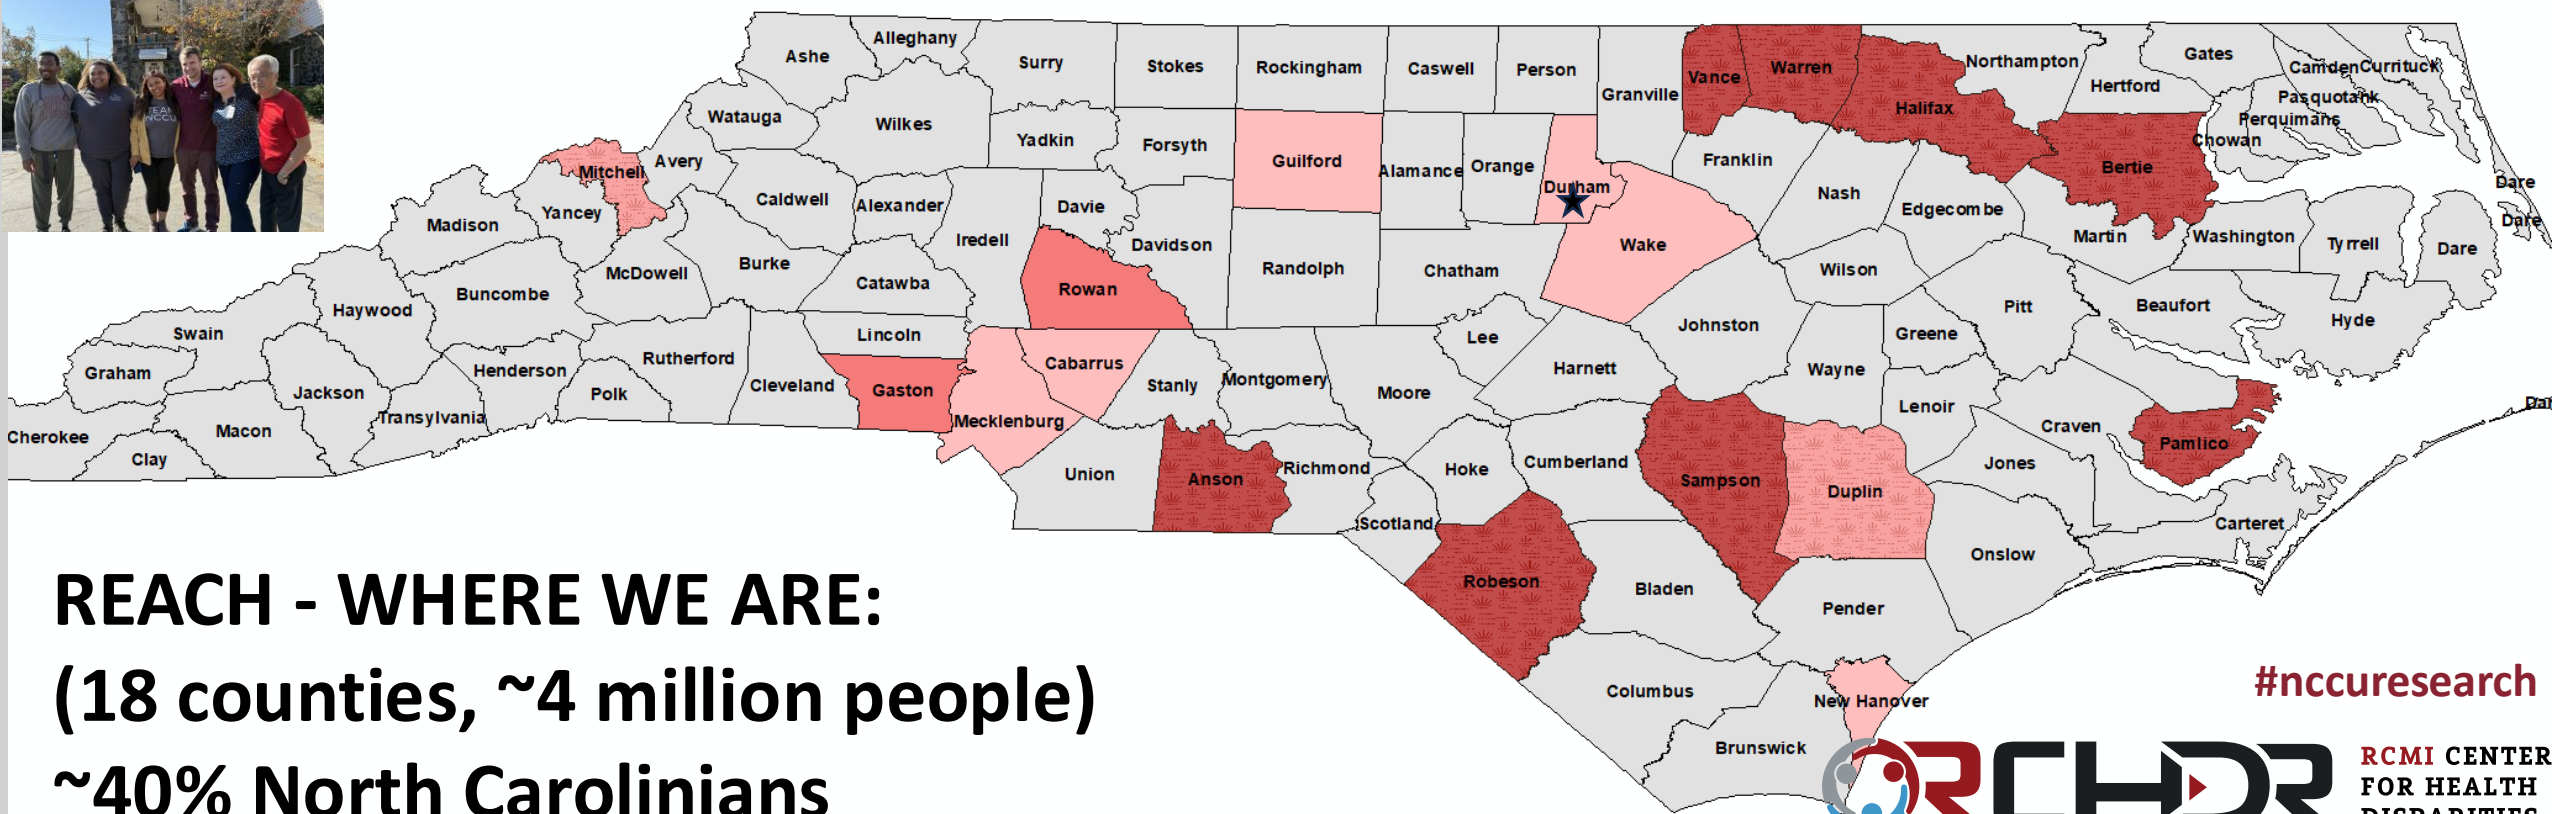 Ashe
Alleghany
Surry
Stokes
Rockingham
Caswell
Person
Granville
Vance
Warren
Halifax
Northampton
Hertford
Gates
Camden
Currituck
Pasquotank
Perquimans
Chowan
Bertie
Watauga
Wilkes
Yadkin
Forsyth
Guilford
Alamance
Orange
Durham
Wake
Franklin
Nash
Edgecombe
Martin
Washington
Tyrrell
Dare
Dare
Dare
Mitchell
Avery
Yancey
Madison
Caldwell
Alexander
Davie
Iredell
Davidson
Randolph
Chatham
Wilson
Pitt
Beaufort
Hyde
McDowell
Burke
Catawba
Rowan
Haywood
Buncombe
Swain
Graham
Jackson
Henderson
Polk
Rutherford
Cleveland
Lincoln
Gaston
Cabarrus
Mecklenburg
Stanly
Montgomery
Moore
Lee
Harnett
Johnston
Wayne
Greene
Lenoir
Craven
Pamlico
Jones
Cherokee
Clay
Macon
Transylvania
Union
Anson
Richmond
Scotland
Hoke
Cumberland
Sampson
Duplin
Onslow
Carteret
Robeson
Bladen
Pender
Columbus
New Hanover
Brunswick
TEAM
NCCU
REACH - WHERE WE ARE:
(18 counties, ~4 million people)
~40% North Carolinians
#nccuresearch
RCHDR
RCMI CENTER
FOR HEALTH
DISPARITIES